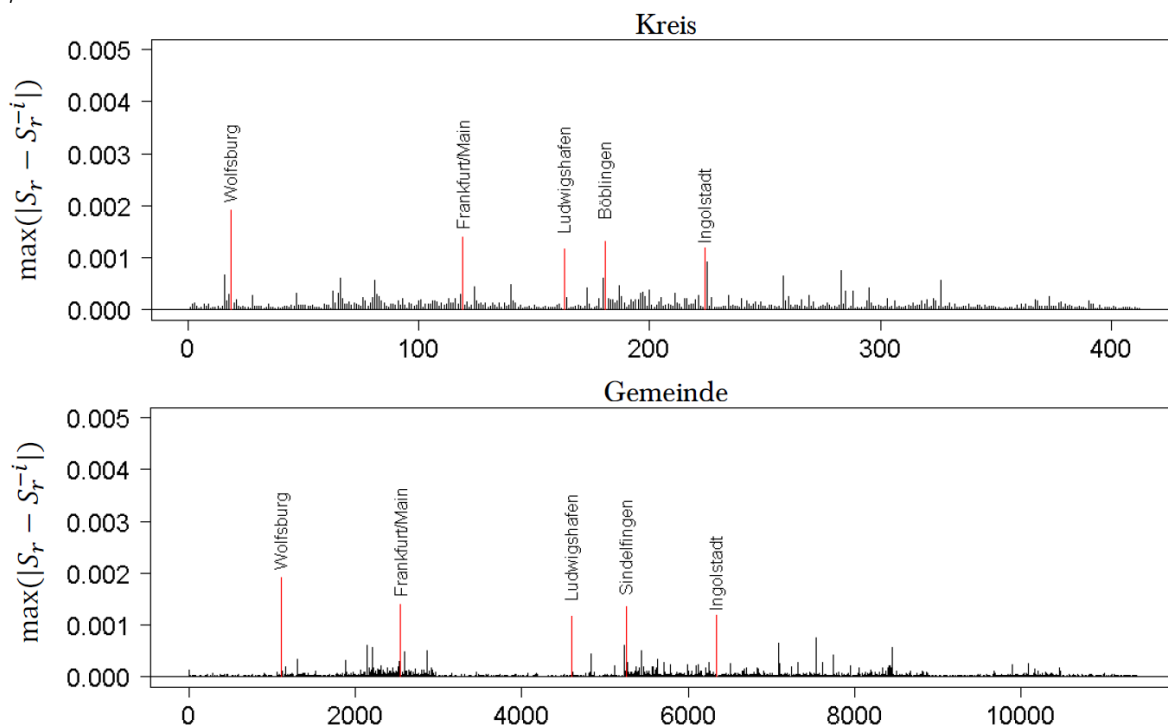 Kreis
max(|S_r − S_r^{-i}|)
0.005
0.004
0.003
0.002
0.001
0.000
Wolfsburg
Frankfurt/Main
Ludwigshafen
Böblingen
Ingolstadt
0 100 200 300 400
Gemeinde
max(|S_r − S_r^{-i}|)
0.005
0.004
0.003
0.002
0.001
0.000
Wolfsburg
Frankfurt/Main
Ludwigshafen
Sindelfingen
Ingolstadt
0 2000 4000 6000 8000 10000